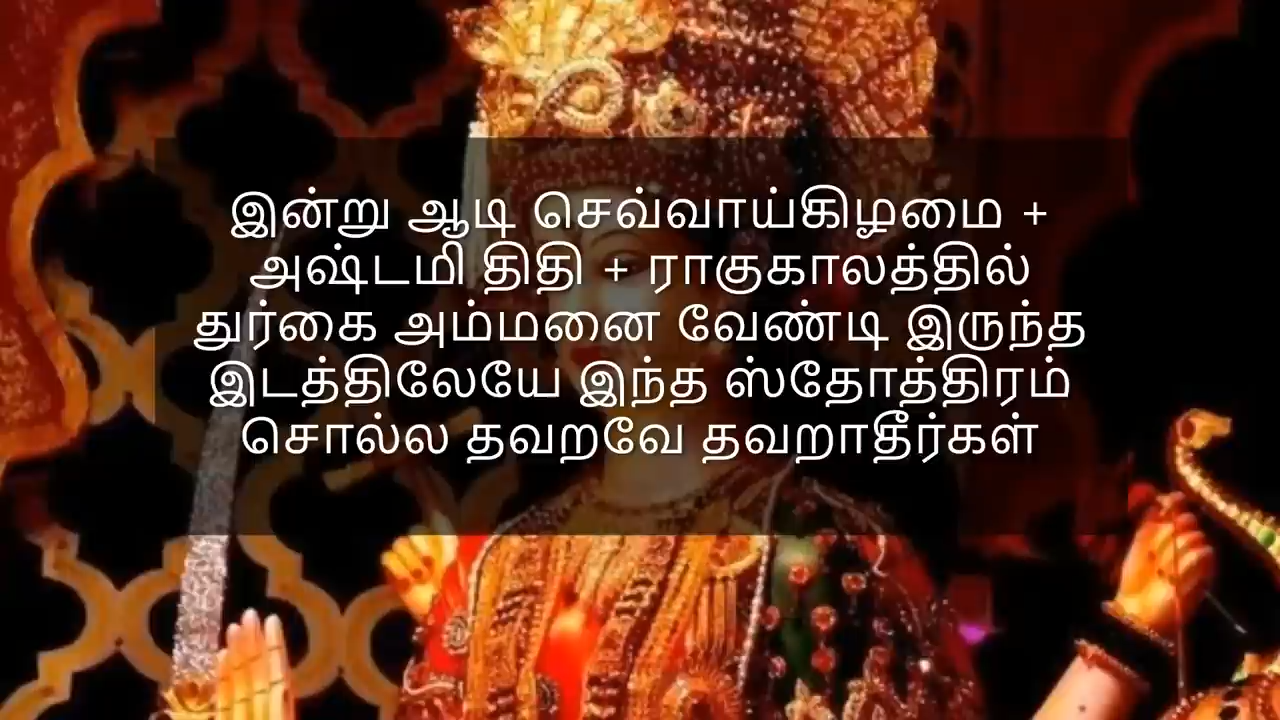 இன்று ஆடி செவ்வாய்கிழமை +
அஷ்டமி திதி + ராகுகாலத்தில்
துர்கை அம்மனை வேண்டி இருந்த
இடத்திலேயே இந்த ஸ்தோத்திரம்
சொல்ல தவறவே தவறாதீர்கள்